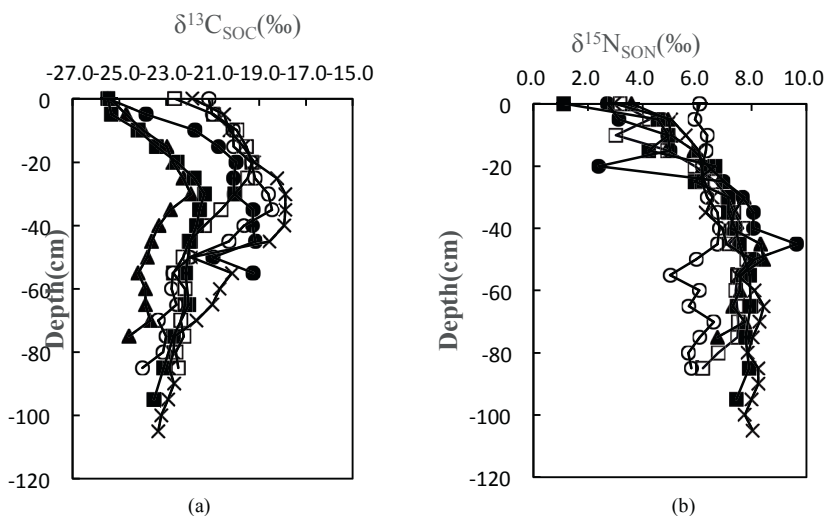 δ¹³C_SOC(‰)
-27.0-25.0-23.0-21.0-19.0-17.0-15.0
0
-20
-40
-60
-80
-100
-120
Depth(cm)
(a)
δ¹⁵N_SON(‰)
0.0 2.0 4.0 6.0 8.0 10.0
0
-20
-40
-60
-80
-100
-120
Depth(cm)
(b)